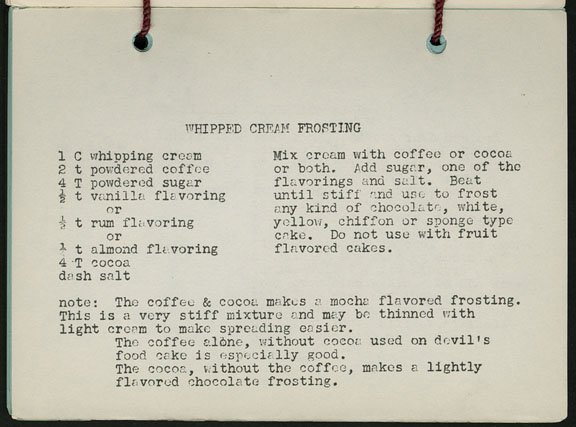 WHIPPED CREAM FROSTING
1 C whipping cream
2 t powdered coffee
4 T powdered sugar
½ t vanilla flavoring
or
½ t rum flavoring
or
¼ t almond flavoring
4 T cocoa
dash salt
Mix cream with coffee or cocoa
or both. Add sugar, one of the
flavorings and salt. Beat
until stiff and use to frost
any kind of chocolate, white,
yellow, chiffon or sponge type
cake. Do not use with fruit
flavored cakes.
note: The coffee & cocoa makes a mocha flavored frosting.
This is a very stiff mixture and may be thinned with
light cream to make spreading easier.
The coffee alone, without cocoa used on devil's
food cake is especially good.
The cocoa, without the coffee, makes a lightly
flavored chocolate frosting.